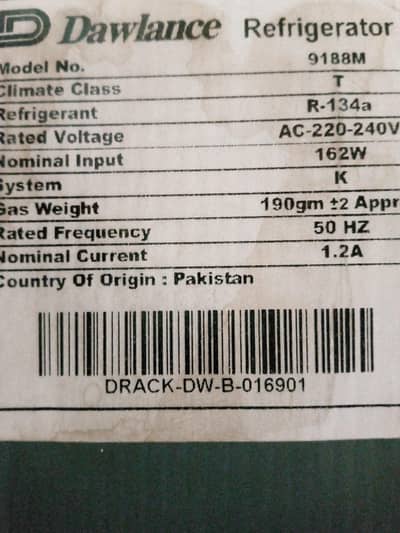 Dawlance Refrigerator
Model No. 9188M
Climate Class T
Refrigerant R-134a
Rated Voltage AC-220-240V
Nominal Input 162W
System K
Gas Weight 190gm ±2 Appr
Rated Frequency 50 HZ
Nominal Current 1.2A
Country Of Origin : Pakistan
DRACK-DW-B-016901